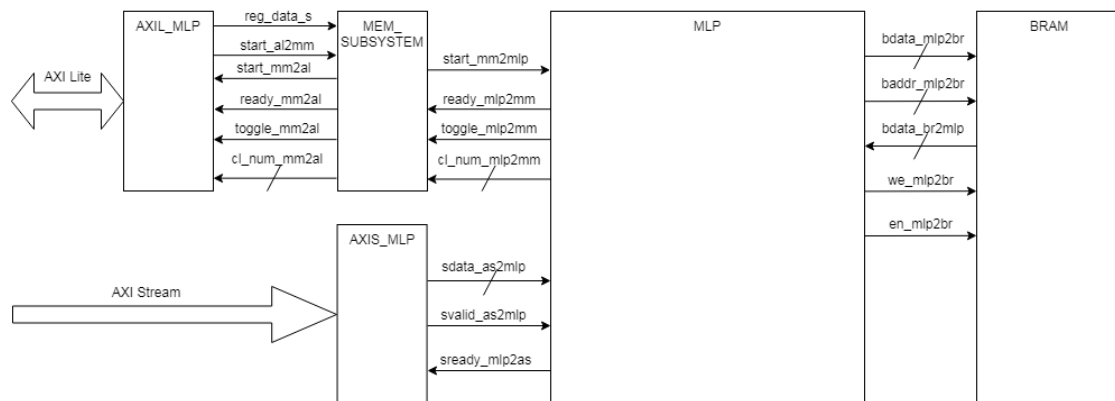 AXIL_MLP
reg_data_s
MEM_
SUBSYSTEM
MLP
BRAM
start_al2mm
start_mm2al
ready_mm2al
toggle_mm2al
cl_num_mm2al
AXI Lite
start_mm2mlp
ready_mlp2mm
toggle_mlp2mm
cl_num_mlp2mm
bdata_mlp2br
baddr_mlp2br
bdata_br2mlp
we_mlp2br
en_mlp2br
AXIS_MLP
AXI Stream
sdata_as2mlp
svalid_as2mlp
sready_mlp2as